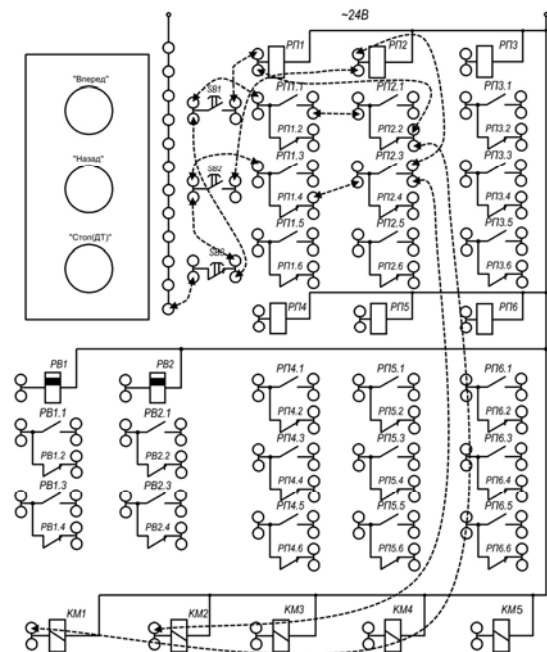 ~24В
РП1 РП2 РП3
"Вперед" SB1 РП1.1 РП2.1 РП3.1
РП1.2 РП2.2 РП3.2
"Назад" SB2 РП1.3 РП2.3 РП3.3
РП1.4 РП2.4 РП3.4
"Стоп(ДТ)" SB3 РП1.5 РП2.5 РП3.5
РП1.6 РП2.6 РП3.6
РП4 РП5 РП6
РВ1 РВ2
РП4.1 РП5.1 РП6.1
РВ1.1 РВ2.1 РП4.2 РП5.2 РП6.2
РВ1.2 РВ2.2 РП4.3 РП5.3 РП6.3
РВ1.3 РВ2.3 РП4.4 РП5.4 РП6.4
РВ1.4 РВ2.4 РП4.5 РП5.5 РП6.5
РП4.6 РП5.6 РП6.6
КМ1 КМ2 КМ3 КМ4 КМ5